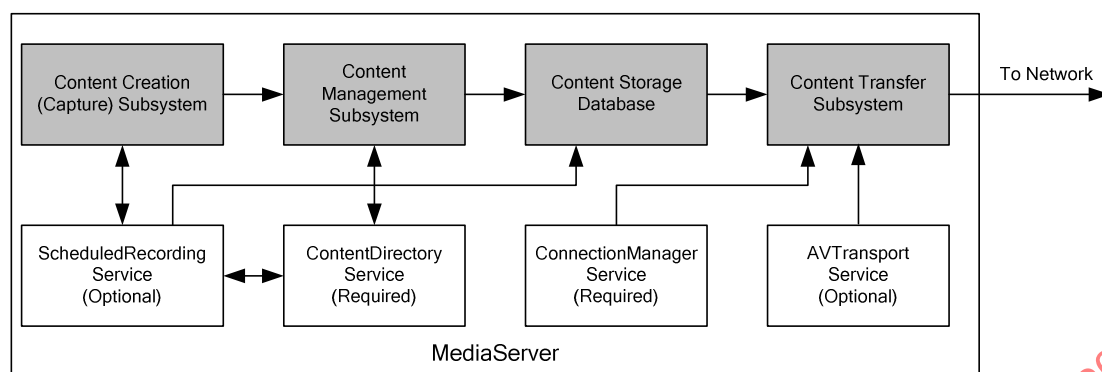 Content Creation
(Capture) Subsystem
Content
Management
Subsystem
Content Storage
Database
Content Transfer
Subsystem
To Network
ScheduledRecording
Service
(Optional)
ContentDirectory
Service
(Required)
ConnectionManager
Service
(Required)
AVTransport
Service
(Optional)
MediaServer